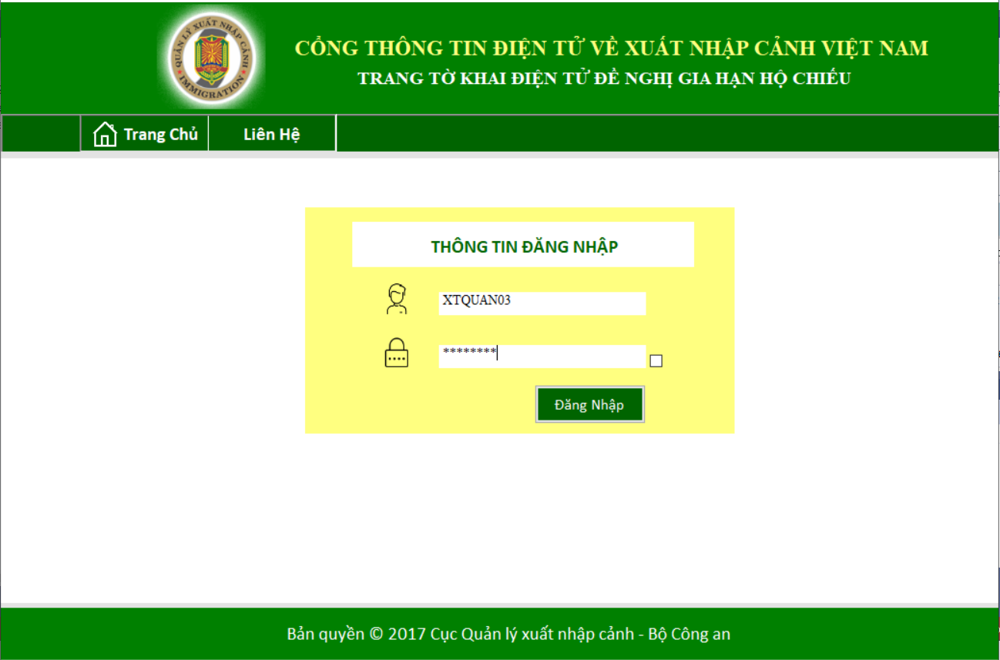 QUẢN LÝ XUẤT NHẬP CẢNH
IMMIGRATION
CỔNG THÔNG TIN ĐIỆN TỬ VỀ XUẤT NHẬP CẢNH VIỆT NAM
TRANG TỜ KHAI ĐIỆN TỬ ĐỀ NGHỊ GIA HẠN HỘ CHIẾU
Trang Chủ
Liên Hệ
THÔNG TIN ĐĂNG NHẬP
XTQUAN03
********
Đăng Nhập
Bản quyền © 2017 Cục Quản lý xuất nhập cảnh - Bộ Công an